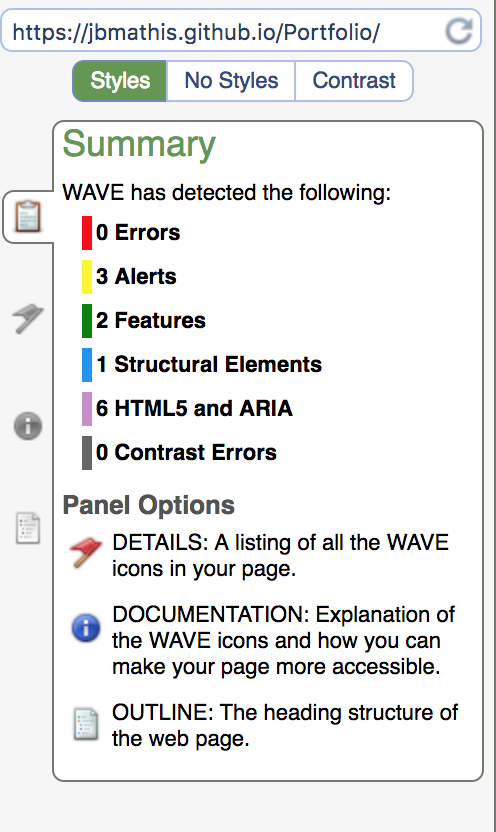 https://jbmathis.github.io/Portfolio/
Styles No Styles Contrast
Summary
WAVE has detected the following:
0 Errors
3 Alerts
2 Features
1 Structural Elements
6 HTML5 and ARIA
0 Contrast Errors
Panel Options
DETAILS: A listing of all the WAVE
icons in your page.
DOCUMENTATION: Explanation of
the WAVE icons and how you can
make your page more accessible.
OUTLINE: The heading structure of
the web page.